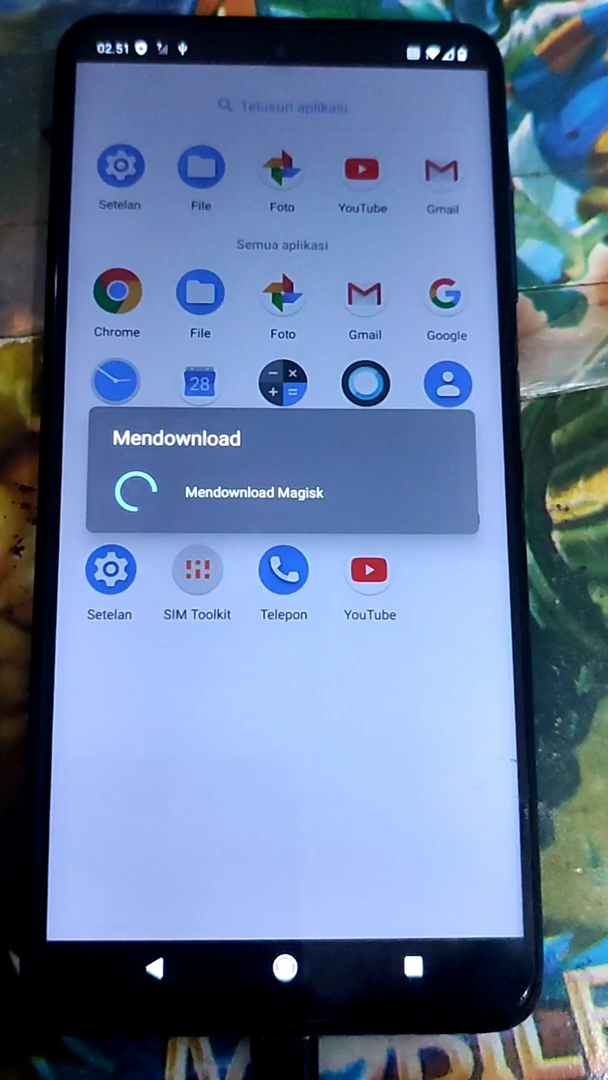 02.51
Telusuri aplikasi
Setelan File Foto YouTube Gmail
Semua aplikasi
Chrome File Foto Gmail Google
28
Mendownload
Mendownload Magisk
Setelan SIM Toolkit Telepon YouTube